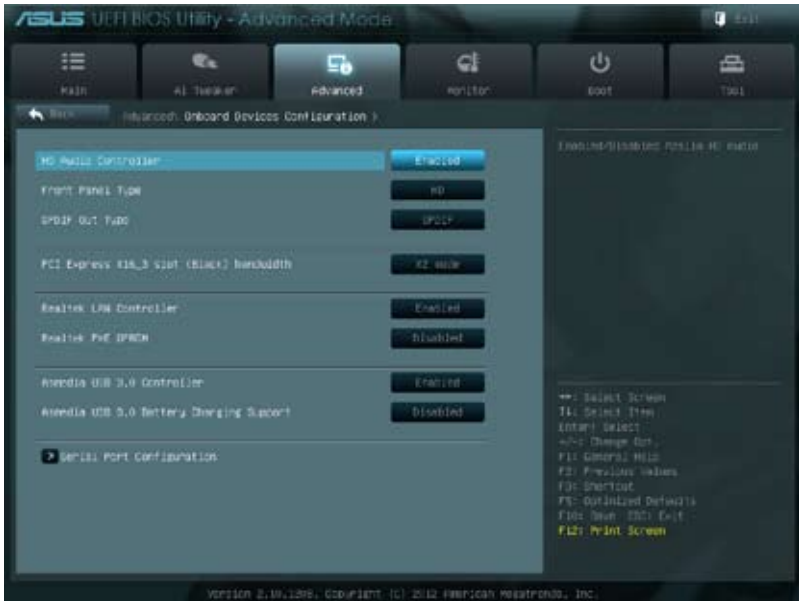 ASUS UEFI BIOS Utility - Advanced Mode
Exit
Main
Ai Tweaker
Advanced
Monitor
Boot
Tool
Back
Advanced\ Onboard Devices Configuration >
HD Audio Controller Enabled
Front Panel Type HD
SPDIF Out Type SPDIF
PCI Express X16_3 slot (Black) bandwidth X2 mode
Realtek LAN Controller Enabled
Realtek PXE OPROM Disabled
Asmedia USB 3.0 Controller Enabled
Asmedia USB 3.0 Battery Charging Support Disabled
Serial Port Configuration
Enabled/Disabled Azalia HD Audio
→←: Select Screen
↑↓: Select Item
Enter: Select
+/-: Change Opt.
F1: General Help
F2: Previous Values
F3: Shortcut
F5: Optimized Defaults
F10: Save ESC: Exit
F12: Print Screen
Version 2.10.1208. Copyright (C) 2012 American Megatrends, Inc.